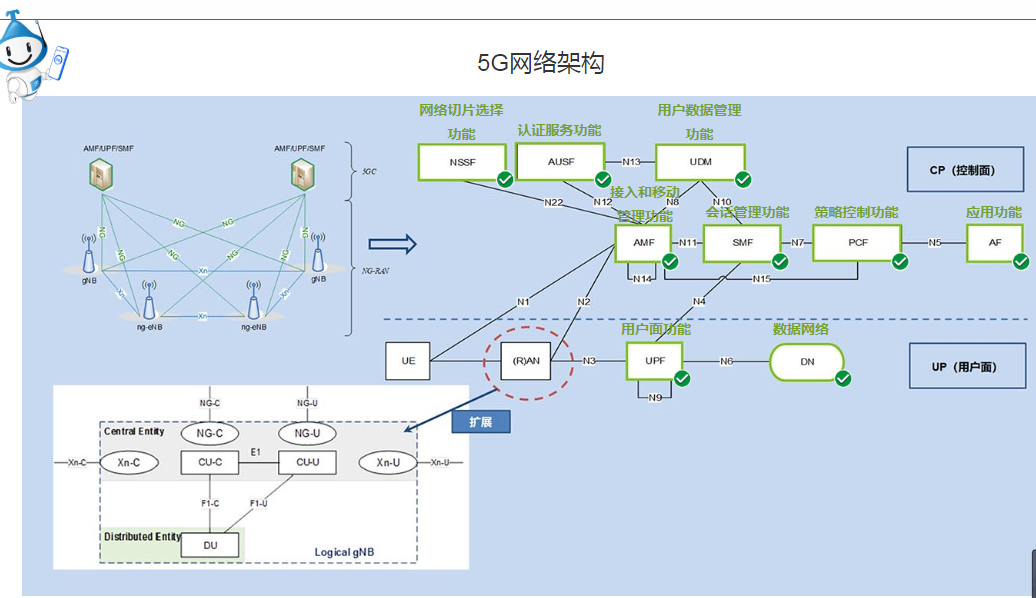 5G网络架构
AMF/UPF/SMF
AMF/UPF/SMF
5GC
NG
NG
NG
NG
NG
NG
NG
NG
gNB
gNB
Xn
Xn
Xn
Xn
ng-eNB
ng-eNB
NG-RAN
网络切片选择
功能
认证服务功能
用户数据管理
功能
NSSF
AUSF
N13
UDM
CP（控制面）
N22
N12
N8
N10
接入和移动
管理功能
会话管理功能
策略控制功能
应用功能
AMF
N11
SMF
N7
PCF
N5
AF
N14
N15
N1
N2
N4
用户面功能
数据网络
UE
(R)AN
N3
UPF
N6
DN
UP（用户面）
N9
扩展
NG-C
NG-U
Central Entity
NG-C
NG-U
Xn-C
Xn-C
CU-C
E1
CU-U
Xn-U
Xn-U
F1-C
F1-U
Distributed Entity
DU
Logical gNB